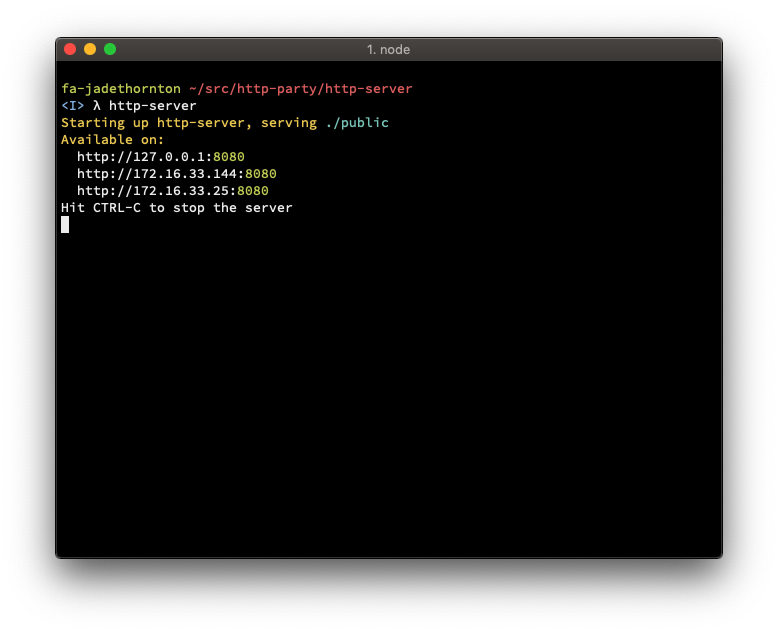 1. node
fa-jadethornton ~/src/http-party/http-server
<I> λ http-server
Starting up http-server, serving ./public
Available on:
  http://127.0.0.1:8080
  http://172.16.33.144:8080
  http://172.16.33.25:8080
Hit CTRL-C to stop the server